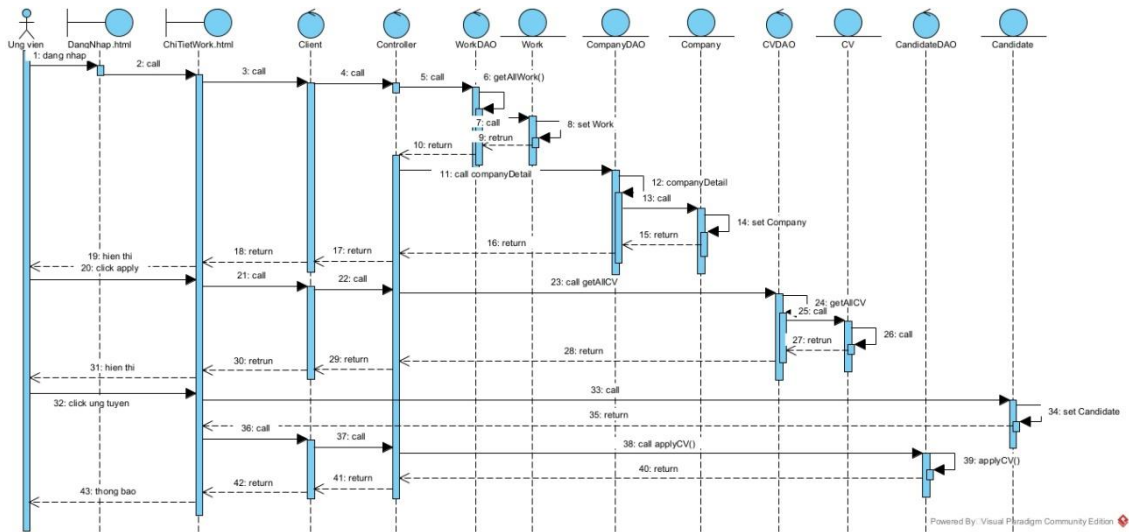 Ung vien
DangNhap.html
ChiTietWork.html
Client
Controller
WorkDAO
Work
CompanyDAO
Company
CVDAO
CV
CandidateDAO
Candidate
1: dang nhap
2: call
3: call
4: call
5: call
6: getAllWork()
7: call
8: set Work
9: retrun
10: return
11: call companyDetail
12: companyDetail
13: call
14: set Company
15: return
16: return
17: return
18: return
19: hien thi
20: click apply
21: call
22: call
23: call getAllCV
24: getAllCV
25: call
26: call
27: retrun
28: return
29: return
30: retrun
31: hien thi
32: click ung tuyen
33: call
34: set Candidate
35: return
36: call
37: call
38: call applyCV()
39: applyCV()
40: return
41: return
42: return
43: thong bao
Powered By: Visual Paradigm Community Edition